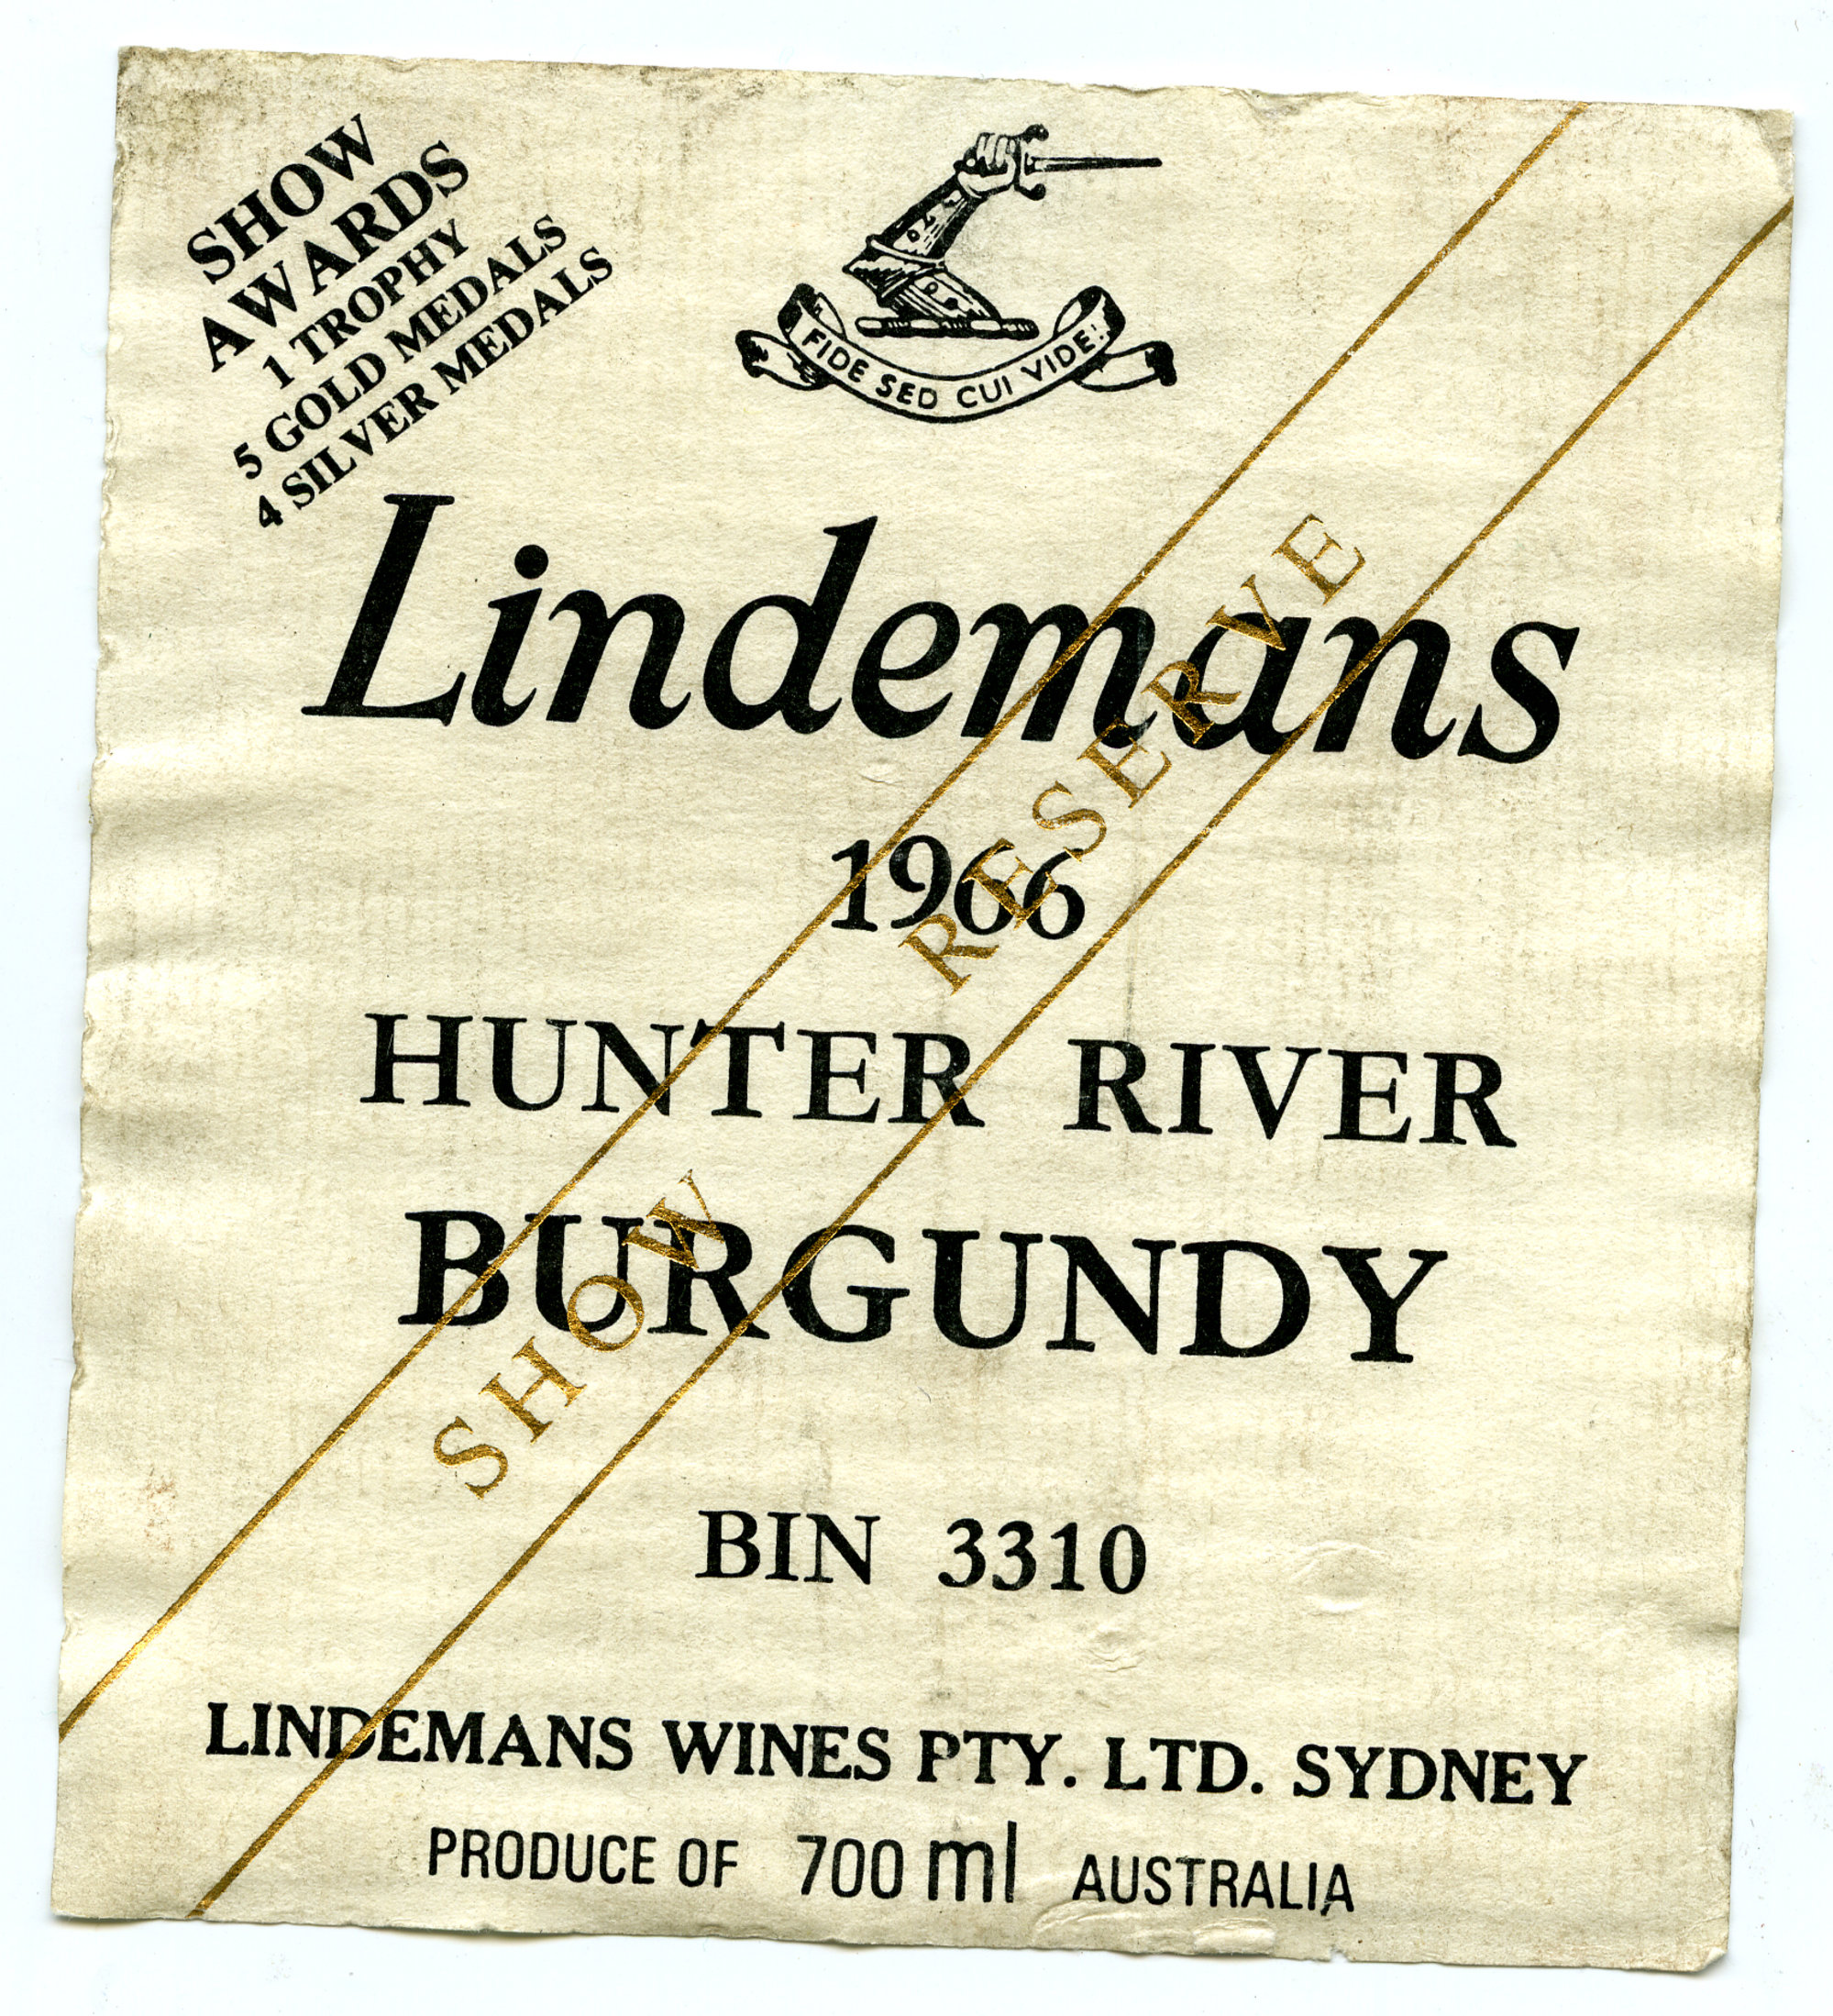 SHOW
AWARDS
1 TROPHY
5 GOLD MEDALS
4 SILVER MEDALS
FIDE SED CUI VIDE!
Lindemans
1966
HUNTER RIVER
BURGUNDY
SHOW RESERVE
BIN 3310
LINDEMANS WINES PTY. LTD. SYDNEY
PRODUCE OF 700 ml AUSTRALIA